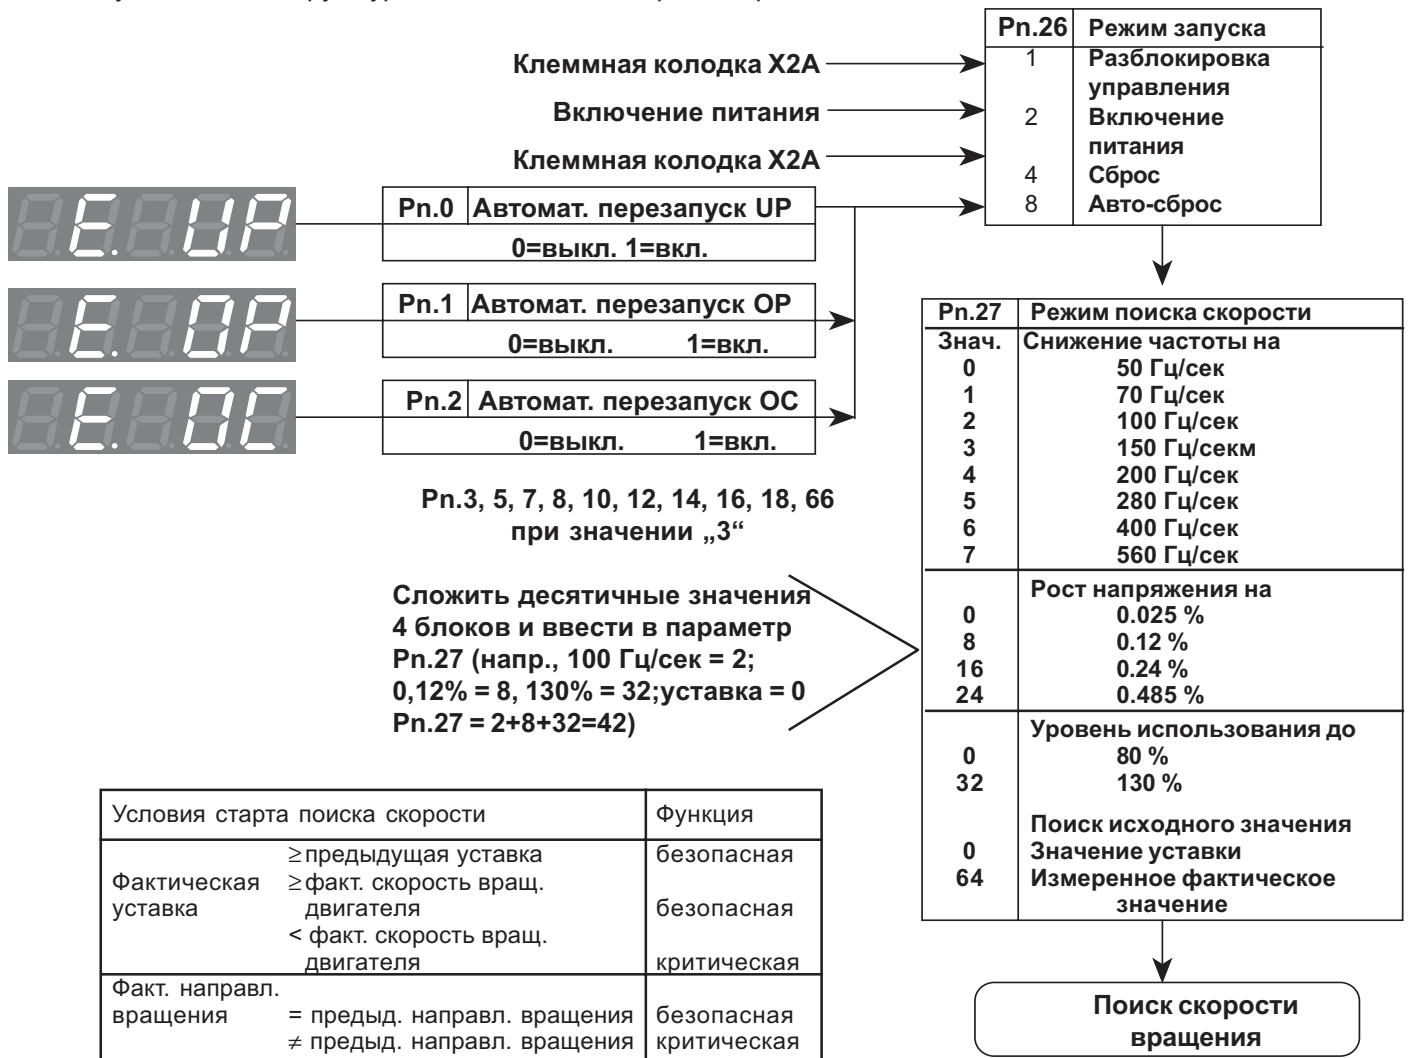 Pn.26 Режим запуска
1 Разблокировка
управления
2 Включение
питания
4 Сброс
8 Авто-сброс
Клеммная колодка X2A
Включение питания
Клеммная колодка X2A
E. UP
Pn.0 Автомат. перезапуск UP
0=выкл. 1=вкл.
E. OP
Pn.1 Автомат. перезапуск OP
0=выкл. 1=вкл.
E. OC
Pn.2 Автомат. перезапуск OC
0=выкл. 1=вкл.
Pn.3, 5, 7, 8, 10, 12, 14, 16, 18, 66
при значении „3“
Сложить десятичные значения
4 блоков и ввести в параметр
Pn.27 (напр., 100 Гц/сек = 2;
0,12% = 8, 130% = 32;уставка = 0
Pn.27 = 2+8+32=42)
Pn.27 Режим поиска скорости
Знач. Снижение частоты на
0 50 Гц/сек
1 70 Гц/сек
2 100 Гц/сек
3 150 Гц/секм
4 200 Гц/сек
5 280 Гц/сек
6 400 Гц/сек
7 560 Гц/сек
Рост напряжения на
0 0.025 %
8 0.12 %
16 0.24 %
24 0.485 %
Уровень использования до
0 80 %
32 130 %
Поиск исходного значения
0 Значение уставки
64 Измеренное фактическое
значение
Поиск скорости
вращения
Условия старта поиска скорости Функция
≥ предыдущая уставка безопасная
Фактическая ≥ факт. скорость вращ.
уставка двигателя безопасная
< факт. скорость вращ.
двигателя критическая
Факт. направл.
вращения = предыд. направл. вращения безопасная
≠ предыд. направл. вращения критическая